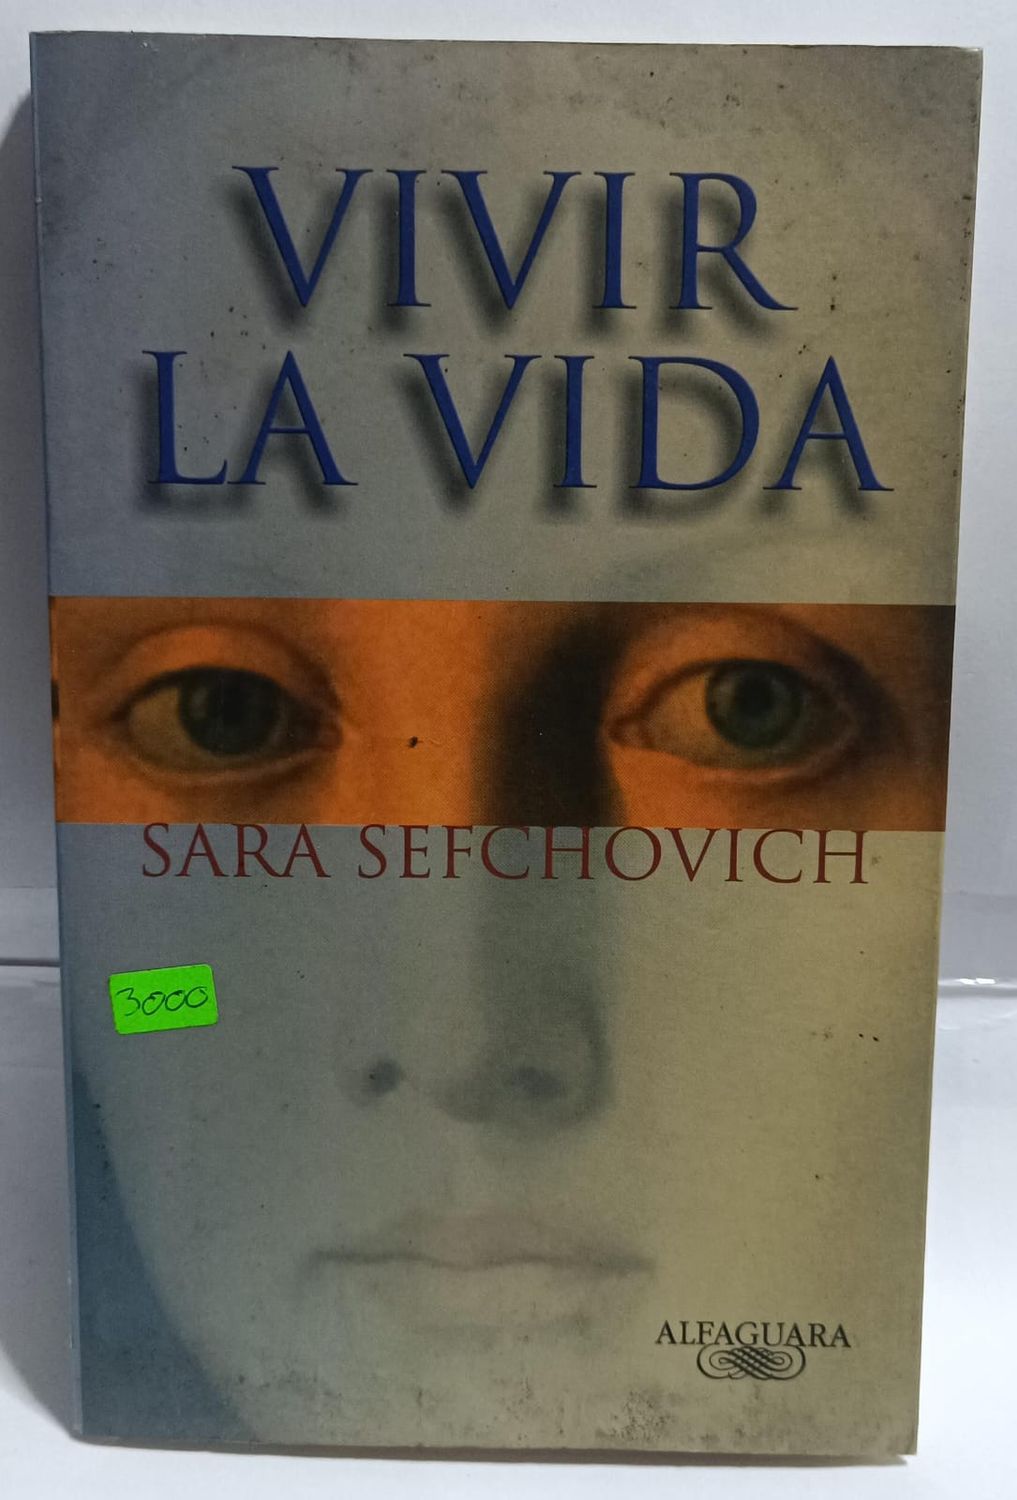 VIVIR
LA VIDA
SARA SEFCHOVICH
3000
ALFAGUARA